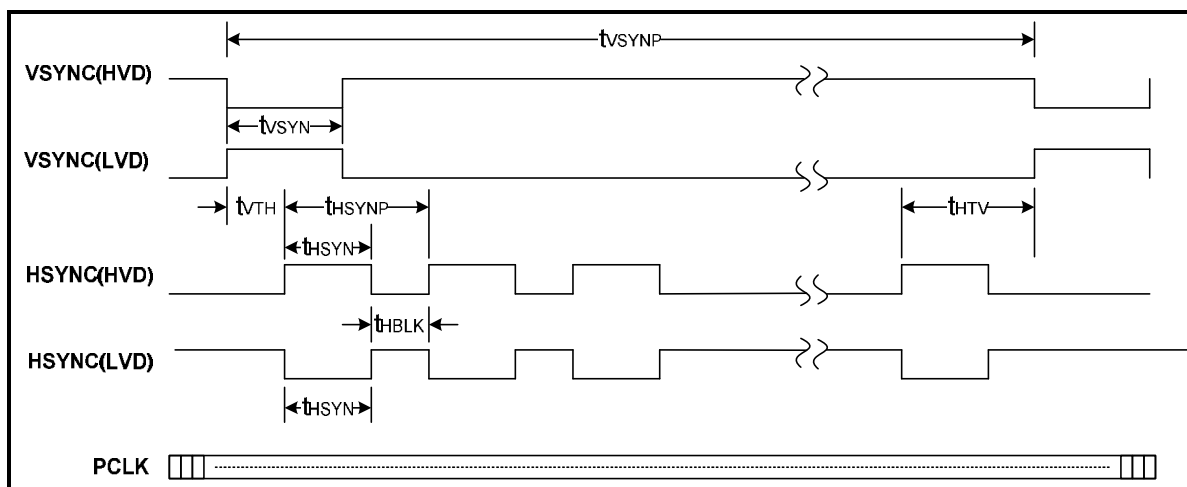 tVSYNP
VSYNC(HVD)
tVSYN
VSYNC(LVD)
tVTH tHSYNP tHTV
tHSYN
HSYNC(HVD)
tHBLK
HSYNC(LVD)
tHSYN
PCLK